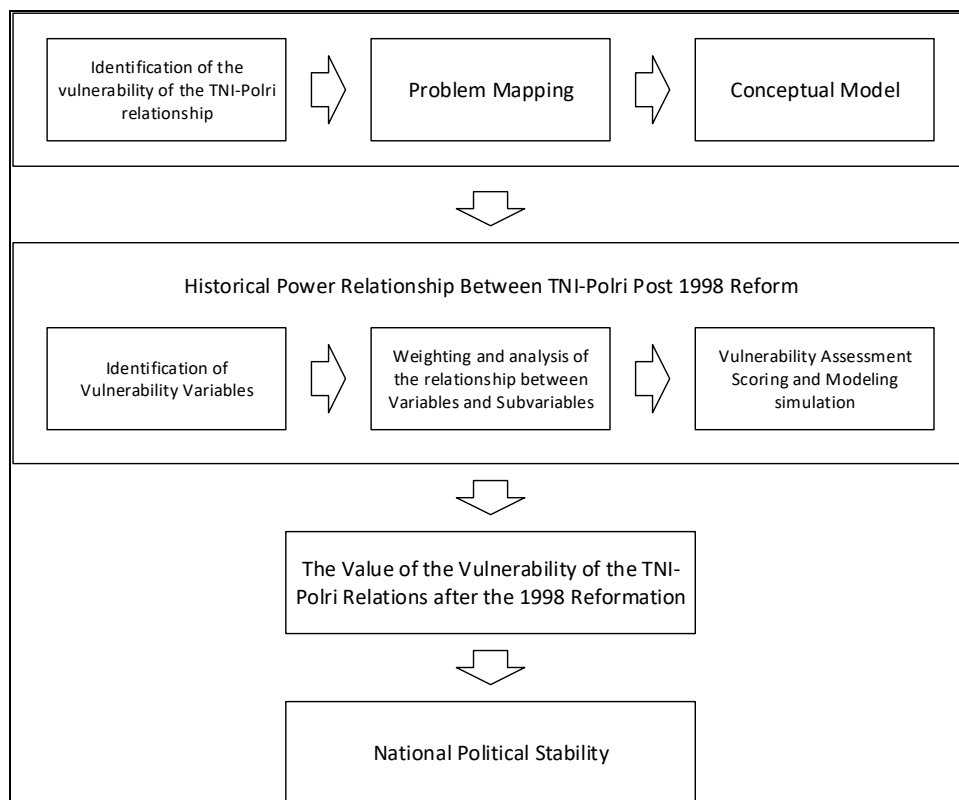 Identification of the
vulnerability of the TNI-Polri
relationship
Problem Mapping
Conceptual Model
Historical Power Relationship Between TNI-Polri Post 1998 Reform
Identification of
Vulnerability Variables
Weighting and analysis of
the relationship between
Variables and Subvariables
Vulnerability Assessment
Scoring and Modeling
simulation
The Value of the Vulnerability of the TNI-
Polri Relations after the 1998 Reformation
National Political Stability